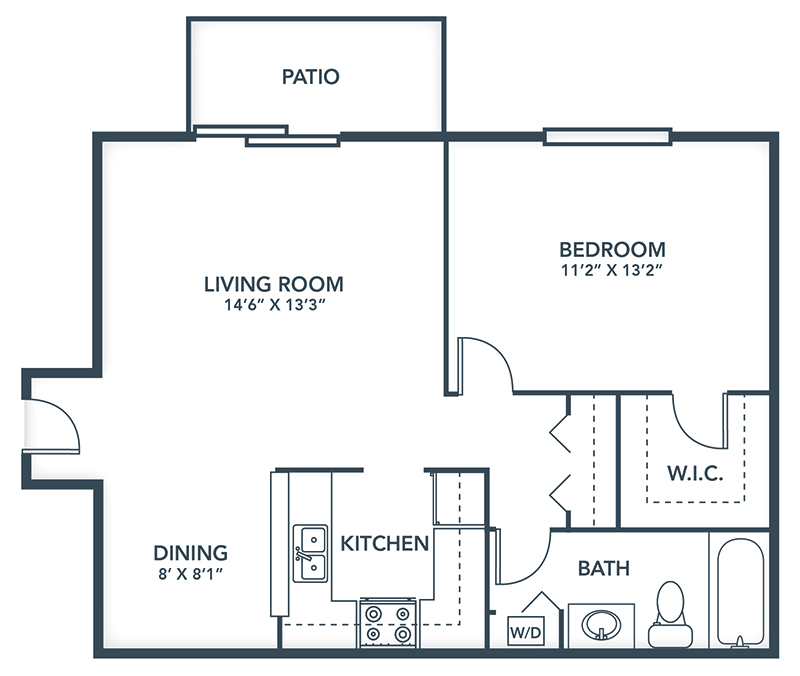 PATIO
BEDROOM
11’2” X 13’2”
LIVING ROOM
14’6” X 13’3”
W.I.C.
KITCHEN
DINING
8’ X 8’1”
BATH
W/D